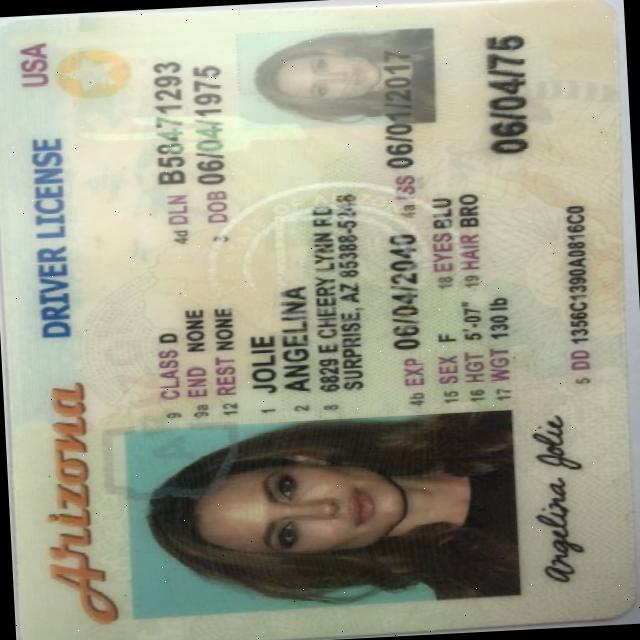 Arizona DRIVER LICENSE USA
9 CLASS D
9a END NONE
12 REST NONE
4d DLN B58471293
3 DOB 06/04/1975
1 JOLIE
2 ANGELINA
8 6829 E CHEERY LYNN RD
SURPRISE, AZ
4b EXP 06/04/2040 4a ISS 06/01/2017
15 SEX F 18 EYES BLU
16 HGT 5'-07" 19 HAIR BRO
17 WGT 130 lb
06/04/75
Angelina Jolie
5 DD 1356C1390A0816C0